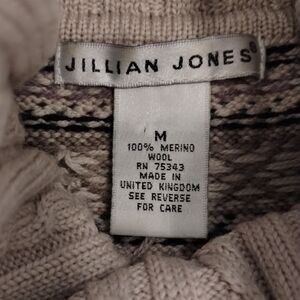 JILLIAN JONES®
M
100% MERINO
WOOL
RN 75343
MADE IN
UNITED KINGDOM
SEE REVERSE
FOR CARE